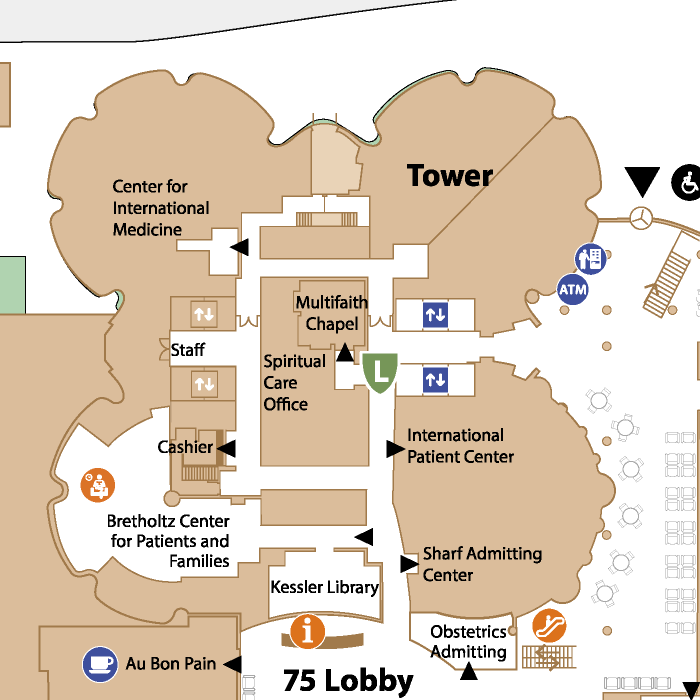 Center for
International
Medicine
Tower
ATM
Multifaith
Chapel
Staff
Spiritual
Care
Office
L
Cashier
International
Patient Center
Bretholtz Center
for Patients and
Families
Sharf Admitting
Center
Kessler Library
i
Obstetrics
Admitting
Au Bon Pain
75 Lobby